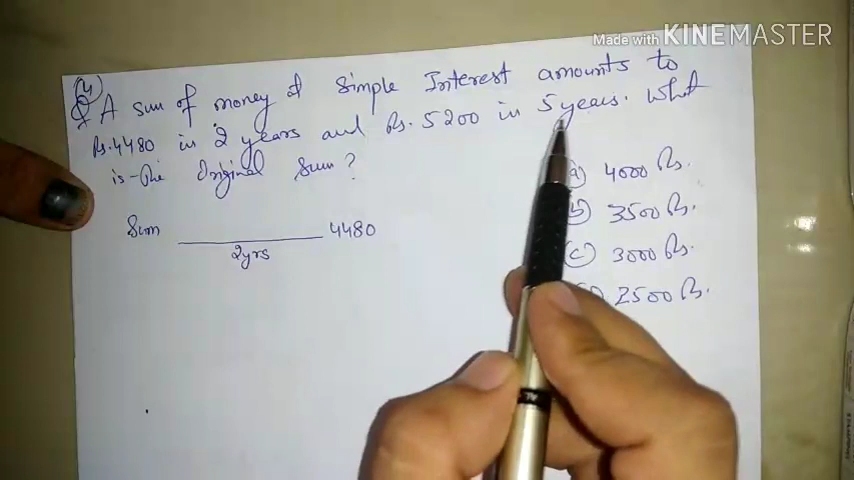 Made with KINEMASTER
(4)
Q A sum of money at Simple Interest amounts to
Rs.4480 in 2 years and Rs. 5200 in 5 years. What
is the Original Sum?
(a) 4000 Rs.
(b) 3500 Rs.
(c) 3000 Rs.
2500 Rs.
Sum 4480
2yrs